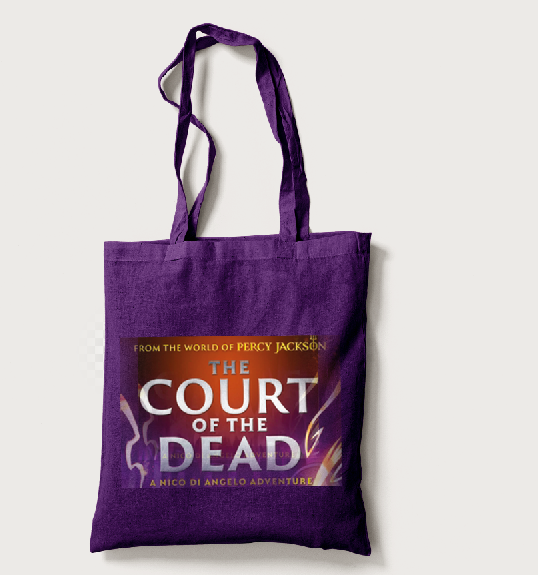 FROM THE WORLD OF PERCY JACKSON
THE
COURT
OF THE
DEAD
A NICO DI ANGELO ADVENTURE